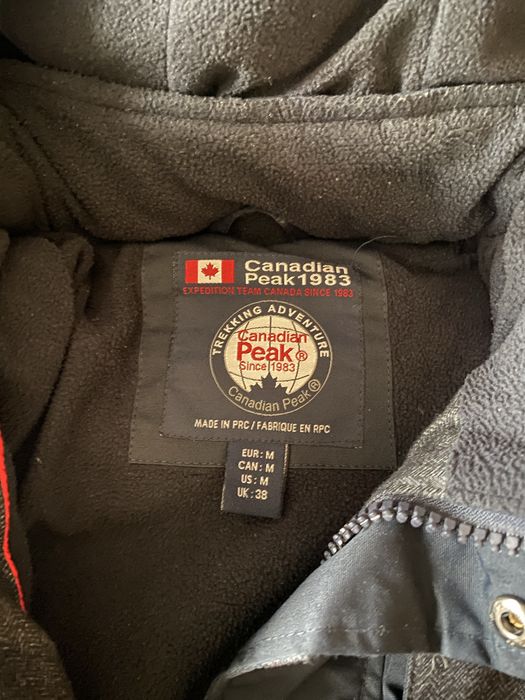 Canadian
Peak1983
EXPEDITION TEAM CANADA SINCE 1983
TREKKING ADVENTURE
Canadian
Peak®
Since 1983
Canadian Peak®
MADE IN PRC / FABRIQUE EN RPC
EUR: M
CAN: M
US: M
UK: 38